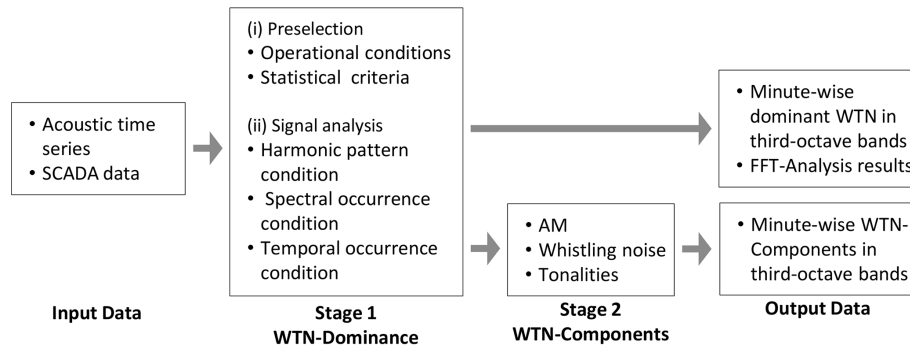 • Acoustic time
series
• SCADA data
Input Data
(i) Preselection
• Operational conditions
• Statistical criteria
(ii) Signal analysis
• Harmonic pattern
condition
• Spectral occurrence
condition
• Temporal occurrence
condition
Stage 1
WTN-Dominance
• AM
• Whistling noise
• Tonalities
Stage 2
WTN-Components
• Minute-wise
dominant WTN in
third-octave bands
• FFT-Analysis results
• Minute-wise WTN-
Components in
third-octave bands
Output Data